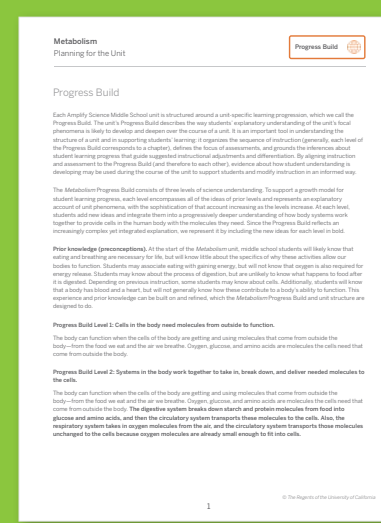 Metabolism
Planning for the Unit
Progress Build
Progress Build
Each Amplify Science Middle School unit is structured around a unit-specific learning progression, which we call the
Progress Build. The unit's Progress Build describes the way students' explanatory understanding of the unit's focal
phenomena is likely to develop and deepen over the course of a unit. It is an important tool in understanding the
structure of a unit and in supporting students' learning: it organizes the sequence of instruction (generally, each level of
the Progress Build corresponds to a chapter), defines the focus of assessments, and grounds the inferences about
student learning progress that guide suggested instructional adjustments and differentiation. By aligning instruction
and assessment to the Progress Build (and therefore to each other), evidence about how student understanding is
developing may be used during the course of the unit to support students and modify instruction in an informed way.
The Metabolism Progress Build consists of three levels of science understanding. To support a growth model for
student learning progress, each level encompasses all of the ideas of prior levels and represents an explanatory
account of unit phenomena, with the sophistication of that account increasing as the levels increase. At each level,
students add new ideas and integrate them into a progressively deeper understanding of how body systems work
together to provide cells in the human body with the molecules they need. Since the Progress Build reflects an
increasingly complex yet integrated explanation, we represent it by including the new ideas for each level in bold.
Prior knowledge (preconceptions). At the start of the Metabolism unit, middle school students will likely know that
eating and breathing are necessary for life, but will know little about the specifics of why these activities allow our
bodies to function. Students may associate eating with gaining energy, but will not know that oxygen is also required for
energy release. Students may know about the process of digestion, but are unlikely to know what happens to food after
it is digested. Depending on previous instruction, some students may know about cells. Additionally, students will know
that a body has blood and a heart, but will not generally know how these contribute to a body's ability to function. This
experience and prior knowledge can be built on and refined, which the Metabolism Progress Build and unit structure are
designed to do.
Progress Build Level 1: Cells in the body need molecules from outside to function.
The body can function when the cells of the body are getting and using molecules that come from outside the
body—from the food we eat and the air we breathe. Oxygen, glucose, and amino acids are molecules the cells need that
come from outside the body.
Progress Build Level 2: Systems in the body work together to take in, break down, and deliver needed molecules to
the cells.
The body can function when the cells of the body are getting and using molecules that come from outside the
body—from the food we eat and the air we breathe. Oxygen, glucose, and amino acids are molecules the cells need that
come from outside the body. The digestive system breaks down starch and protein molecules from food into
glucose and amino acids, and then the circulatory system transports these molecules to the cells. Also, the
respiratory system takes in oxygen molecules from the air, and the circulatory system transports those molecules
unchanged to the cells because oxygen molecules are already small enough to fit into cells.
© The Regents of the University of California
1